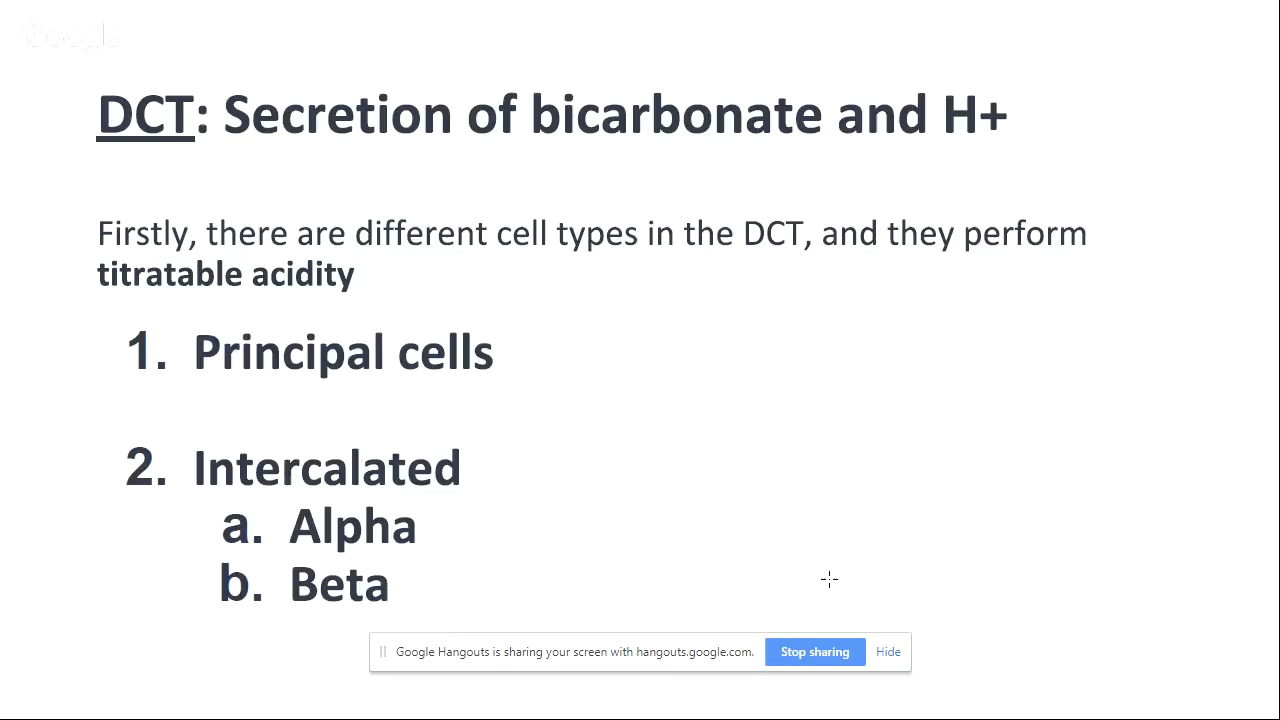 DCT: Secretion of bicarbonate and H+
Firstly, there are different cell types in the DCT, and they perform
titratable acidity
1. Principal cells
2. Intercalated
a. Alpha
b. Beta
Google Hangouts is sharing your screen with hangouts.google.com. Stop sharing Hide